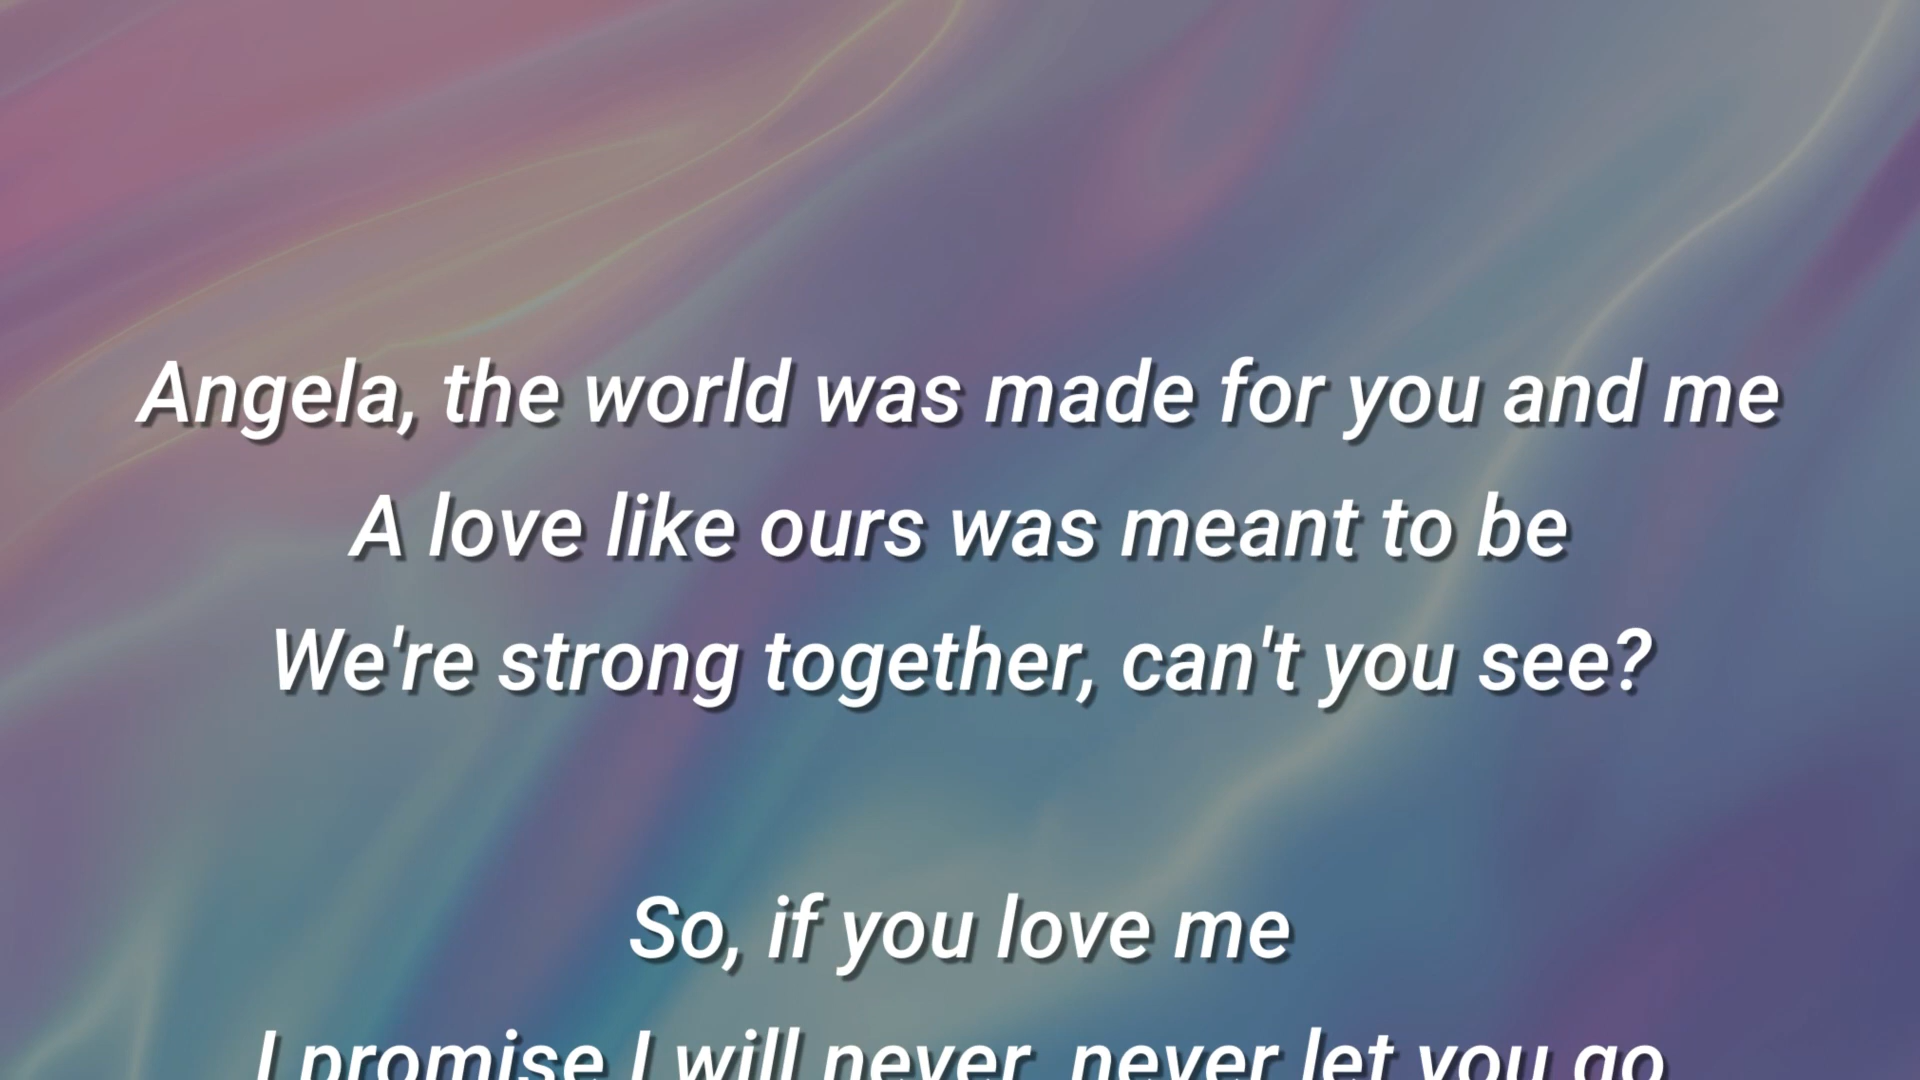 Angela, the world was made for you and me
A love like ours was meant to be
We're strong together, can't you see?
So, if you love me
I promise I will never, never let you go